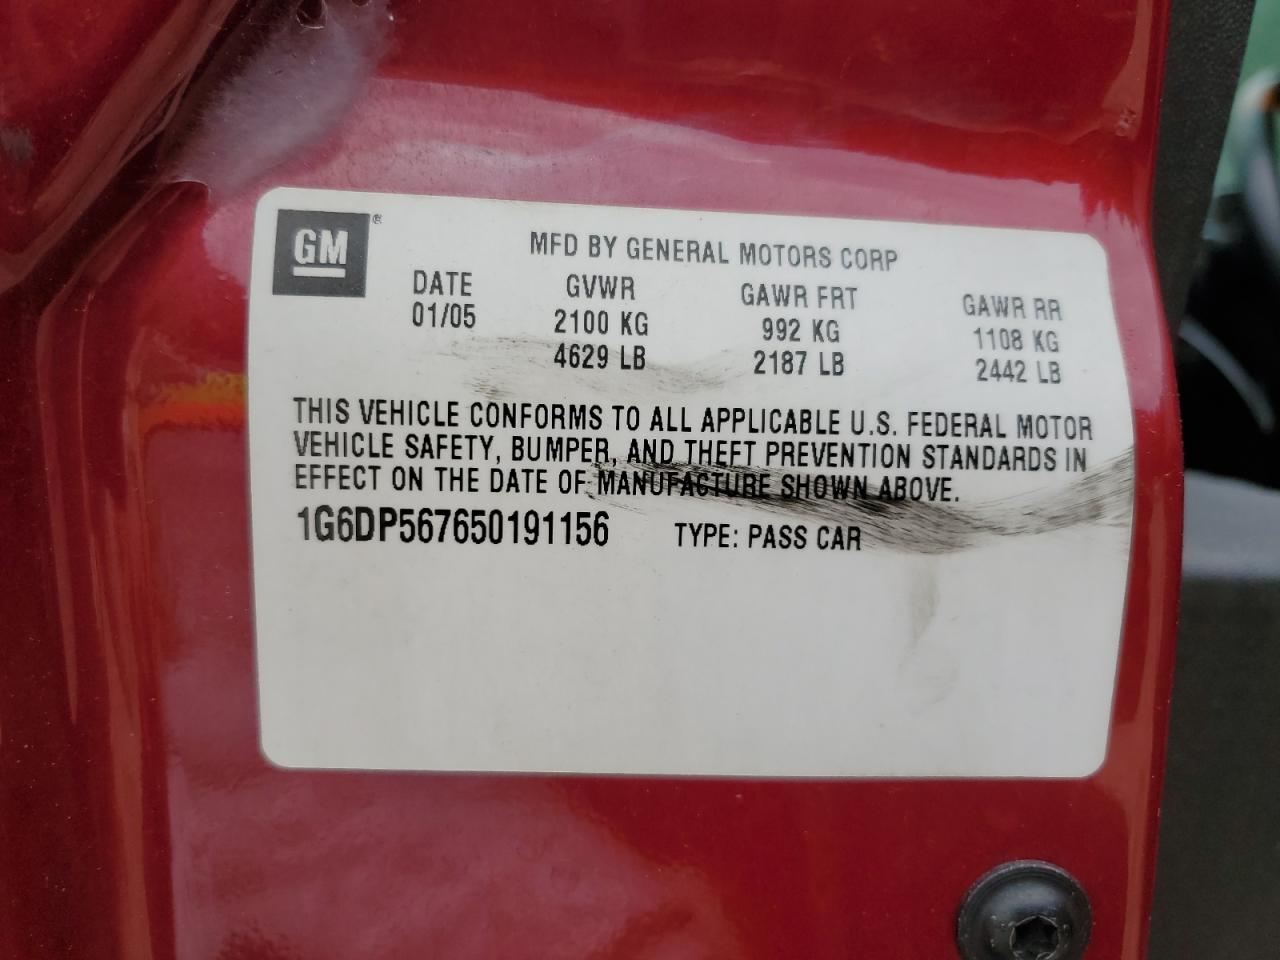 GM ®
MFD BY GENERAL MOTORS CORP
DATE GVWR GAWR FRT GAWR RR
01/05 2100 KG 992 KG 1108 KG
4629 LB 2187 LB 2442 LB
THIS VEHICLE CONFORMS TO ALL APPLICABLE U.S. FEDERAL MOTOR
VEHICLE SAFETY, BUMPER, AND THEFT PREVENTION STANDARDS IN
EFFECT ON THE DATE OF MANUFACTURE SHOWN ABOVE.
1G6DP567650191156 TYPE: PASS CAR